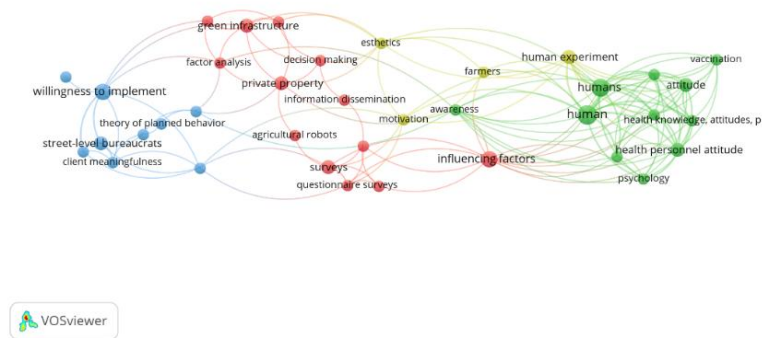 green infrastructure
esthetics
factor analysis
decision making
human experiment
vaccination
farmers
willingness to implement
private property
humans
attitude
information dissemination
awareness
human
theory of planned behavior
motivation
health knowledge, attitudes, p
agricultural robots
street-level bureaucrats
health personnel attitude
client meaningfulness
surveys
influencing factors
questionnaire surveys
psychology
VOSviewer